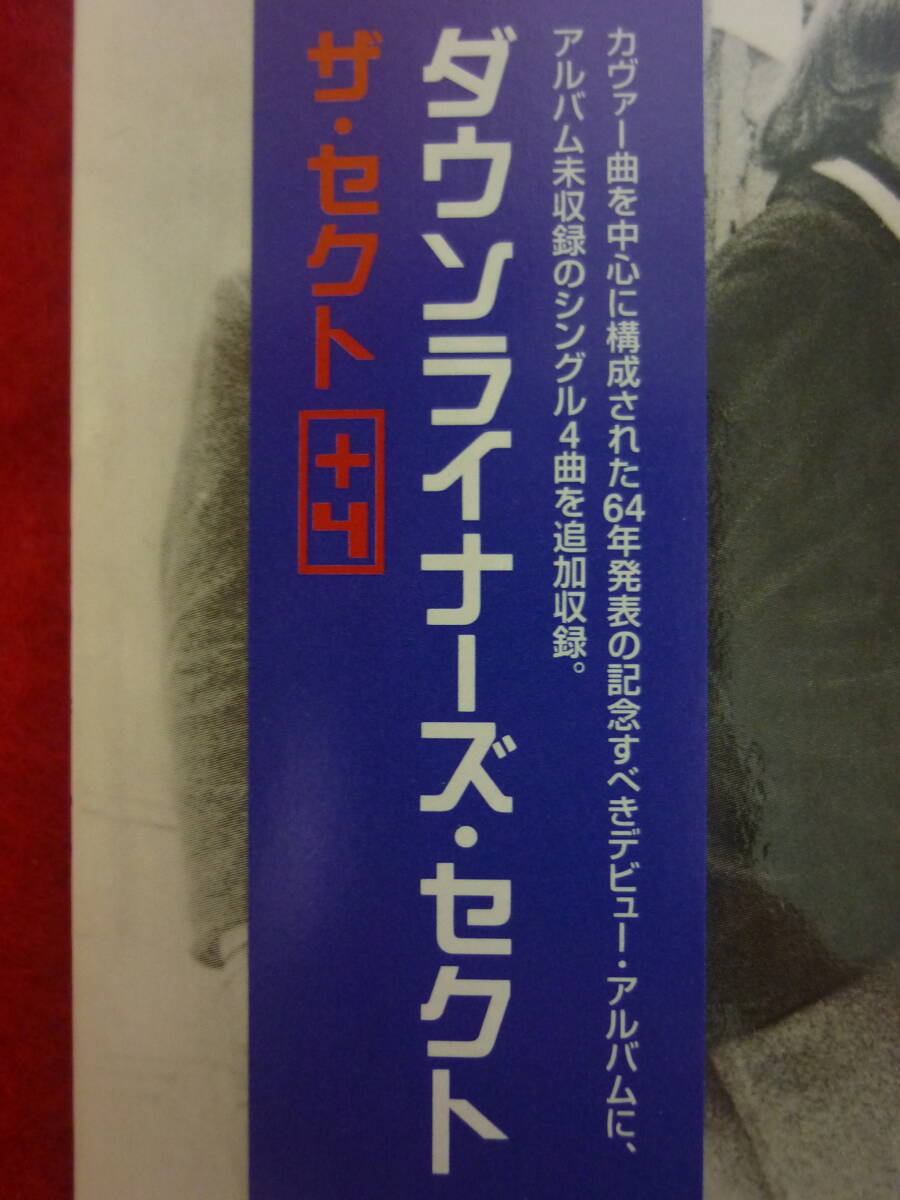 カヴァー曲を中心に構成された64年発表の記念すべきデビュー・アルバムに、
アルバム未収録のシングル4曲を追加収録。
ダウンライナーズ・セクト
ザ・セクト +4